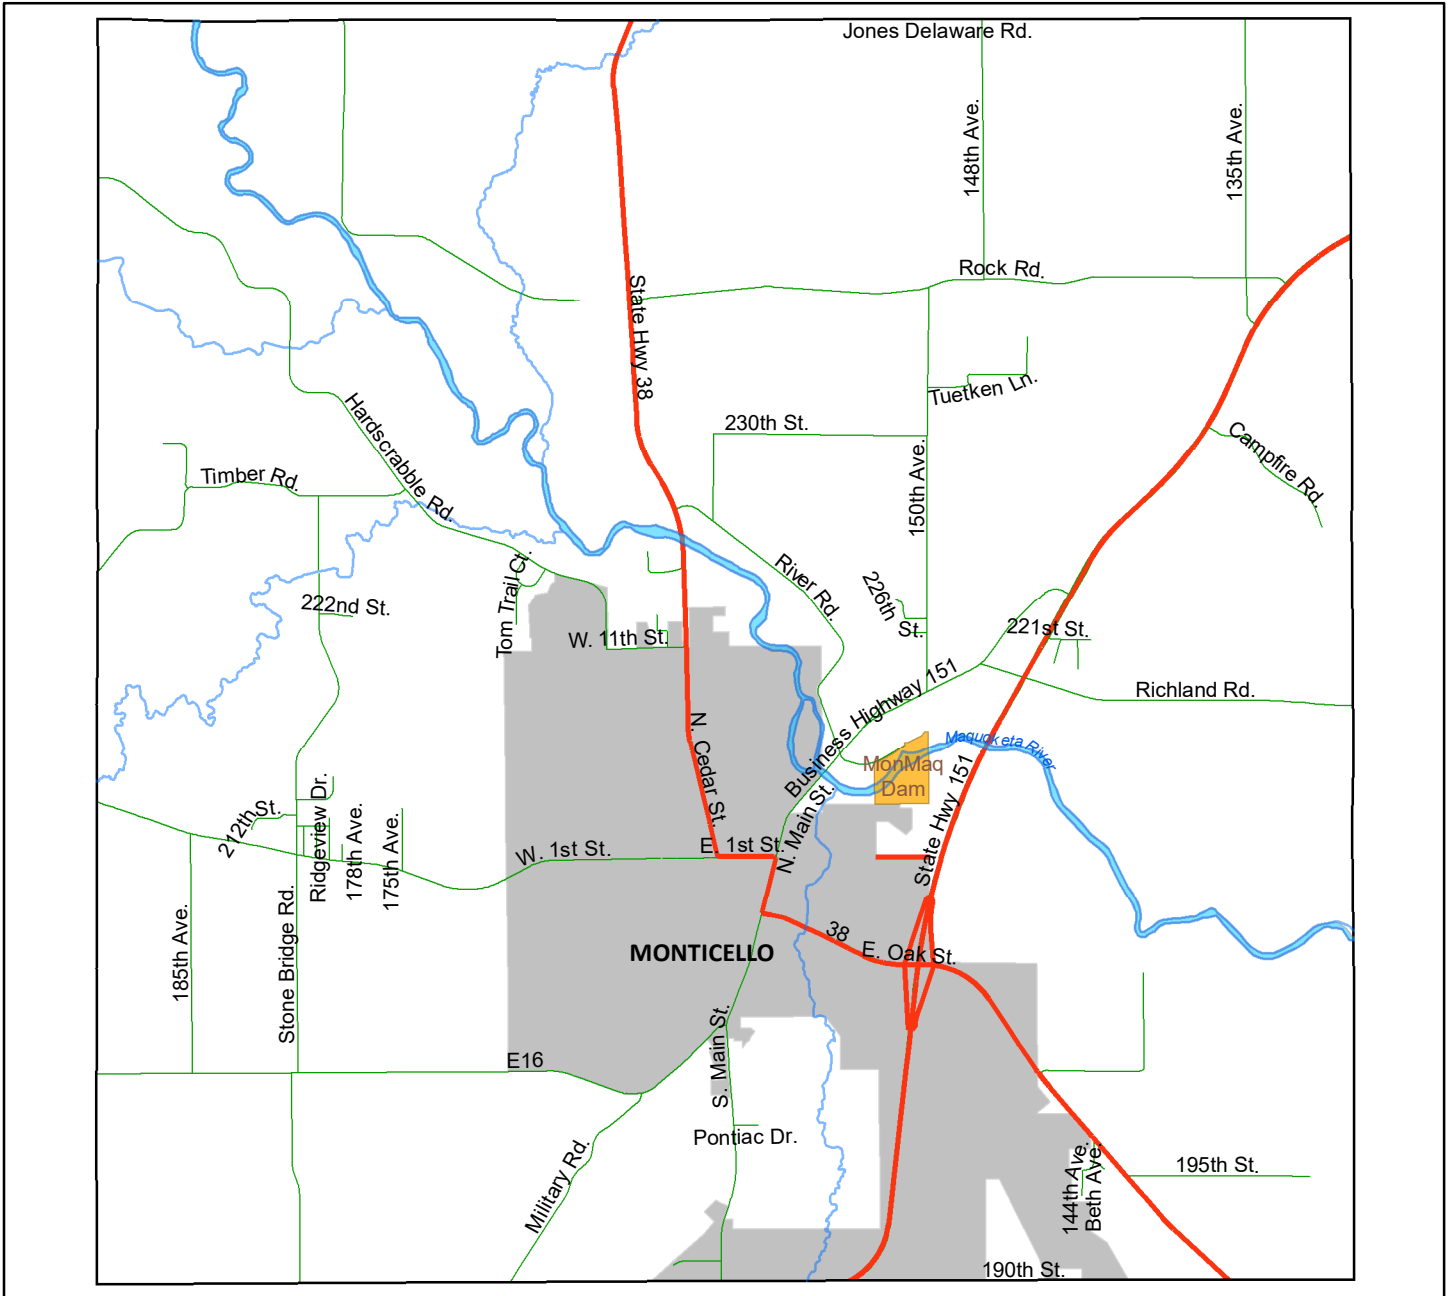 Jones Delaware Rd.
148th Ave.
135th Ave.
Rock Rd.
State Hwy 38
Tuetken Ln.
Hardscrabble Rd.
230th St.
Campfire Rd.
Timber Rd.
150th Ave.
River Rd.
226th
St.
Tom Trail Ct.
222nd St.
221st St.
W. 11th St.
Business Highway 151
Richland Rd.
N. Cedar St.
Maquoketa River
MonMaq
Dam
State Hwy 151
N. Main St.
212th St.
Ridgeview Dr.
178th Ave.
175th Ave.
W. 1st St.
E. 1st St.
185th Ave.
Stone Bridge Rd.
38
E. Oak St.
MONTICELLO
S. Main St.
E16
Pontiac Dr.
Military Rd.
144th Ave.
Beth Ave.
195th St.
190th St.